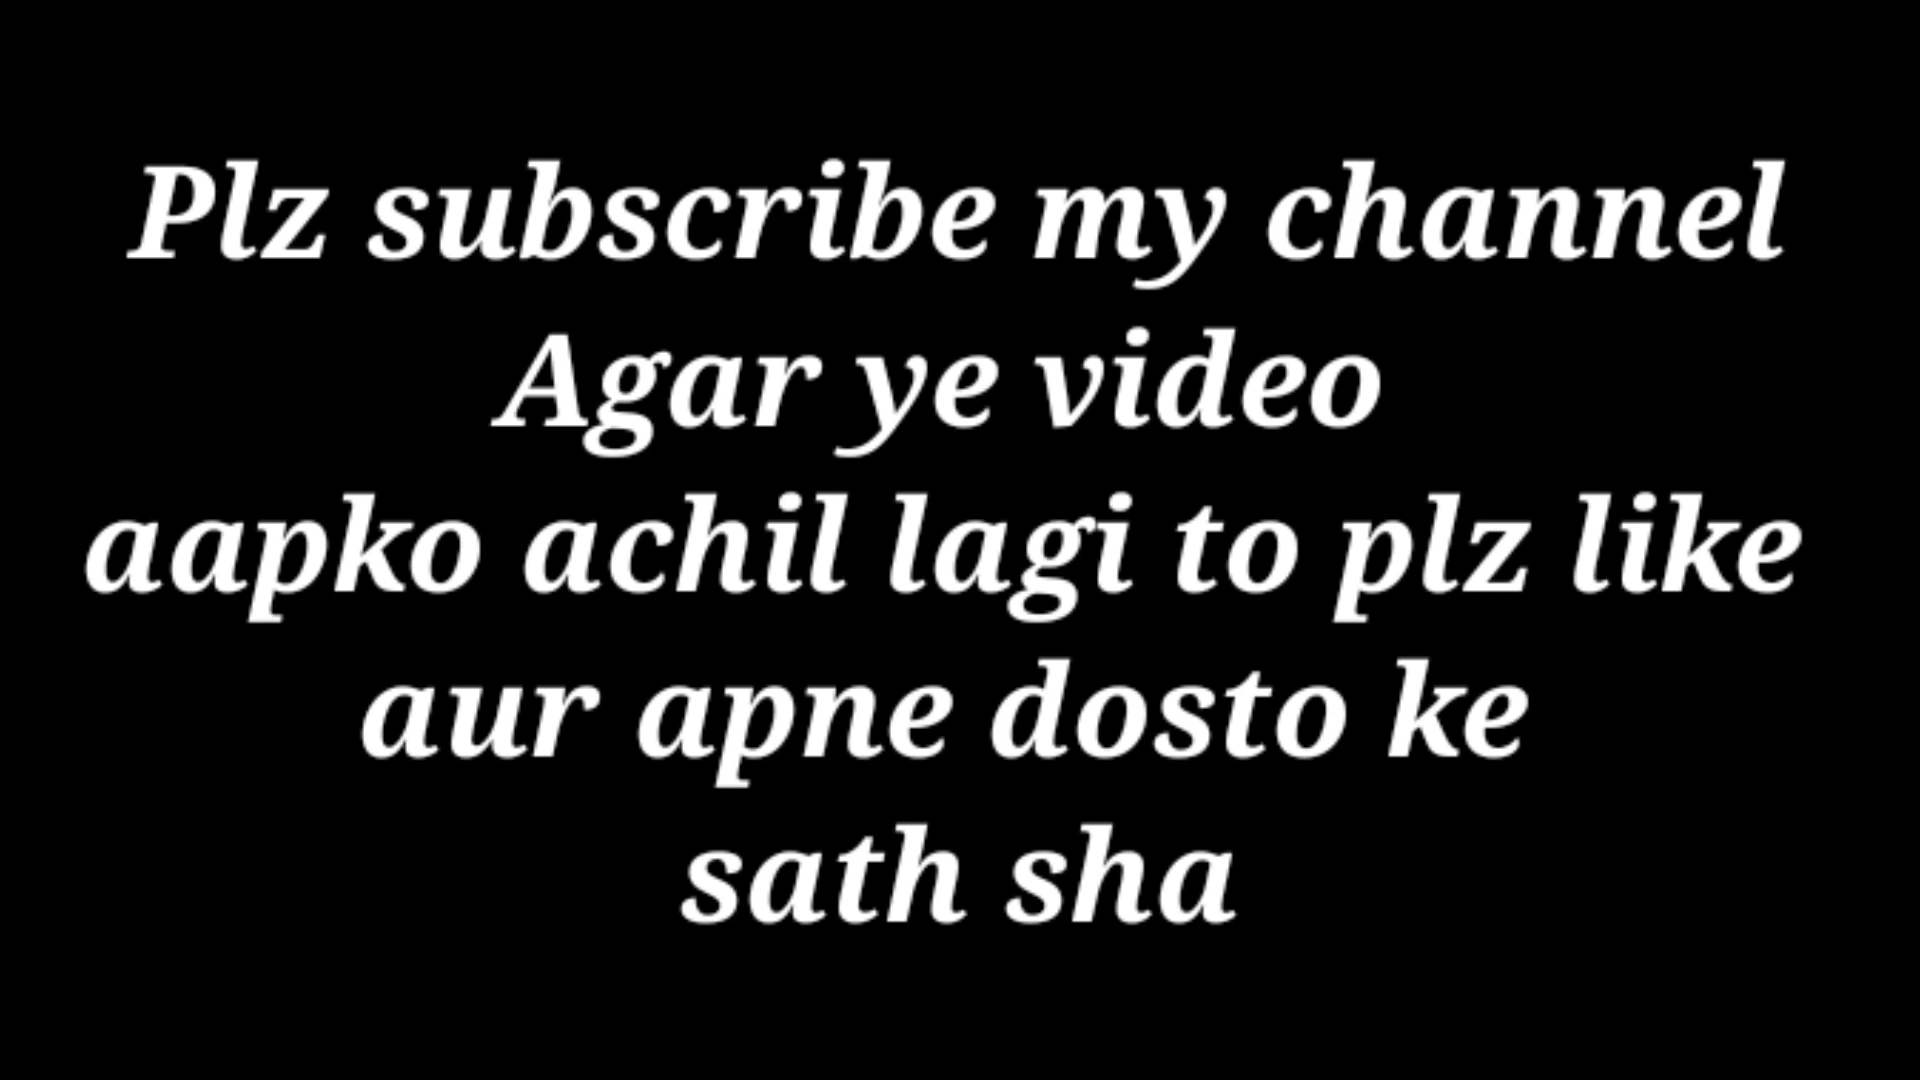 Plz subscribe my channel
Agar ye video
aapko achil lagi to plz like
aur apne dosto ke
sath sha